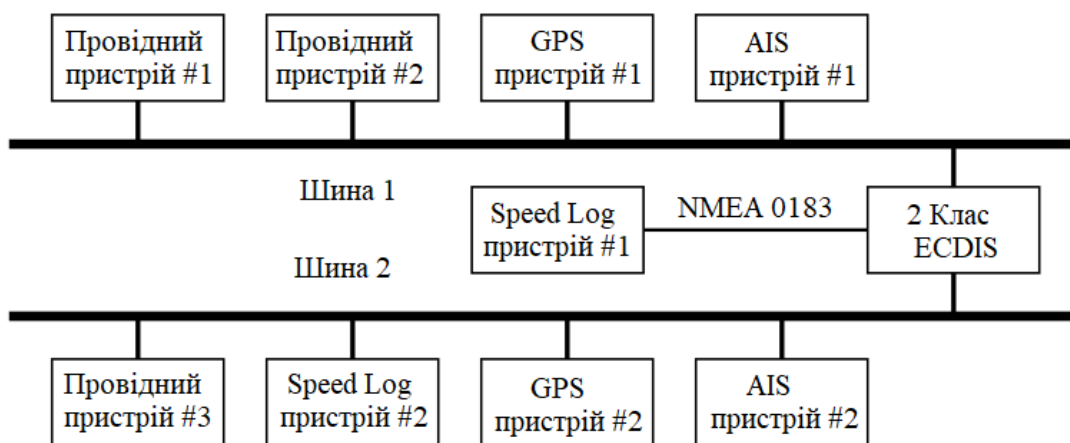 Провідний
пристрій #1
Провідний
пристрій #2
GPS
пристрій #1
AIS
пристрій #1
Шина 1
Speed Log
пристрій #1
NMEA 0183
2 Клас
ECDIS
Шина 2
Провідний
пристрій #3
Speed Log
пристрій #2
GPS
пристрій #2
AIS
пристрій #2